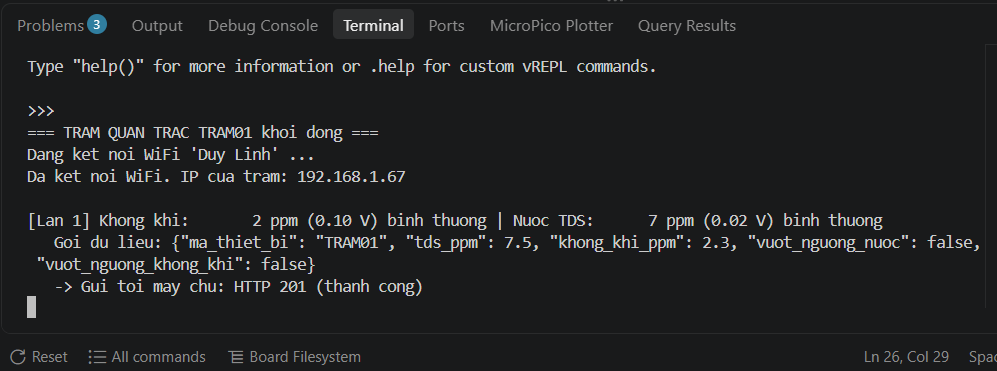 Problems 3 Output Debug Console Terminal Ports MicroPico Plotter Query Results
Type "help()" for more information or .help for custom vREPL commands.
>>>
=== TRAM QUAN TRAC TRAM01 khoi dong ===
Dang ket noi WiFi 'Duy Linh' ...
Da ket noi WiFi. IP cua tram: 192.168.1.67
[Lan 1] Khong khi:       2 ppm (0.10 V) binh thuong | Nuoc TDS:      7 ppm (0.02 V) binh thuong
Goi du lieu: {"ma_thiet_bi": "TRAM01", "tds_ppm": 7.5, "khong_khi_ppm": 2.3, "vuot_nguong_nuoc": false,
"vuot_nguong_khong_khi": false}
-> Gui toi may chu: HTTP 201 (thanh cong)
Reset All commands Board Filesystem Ln 26, Col 29 Spac